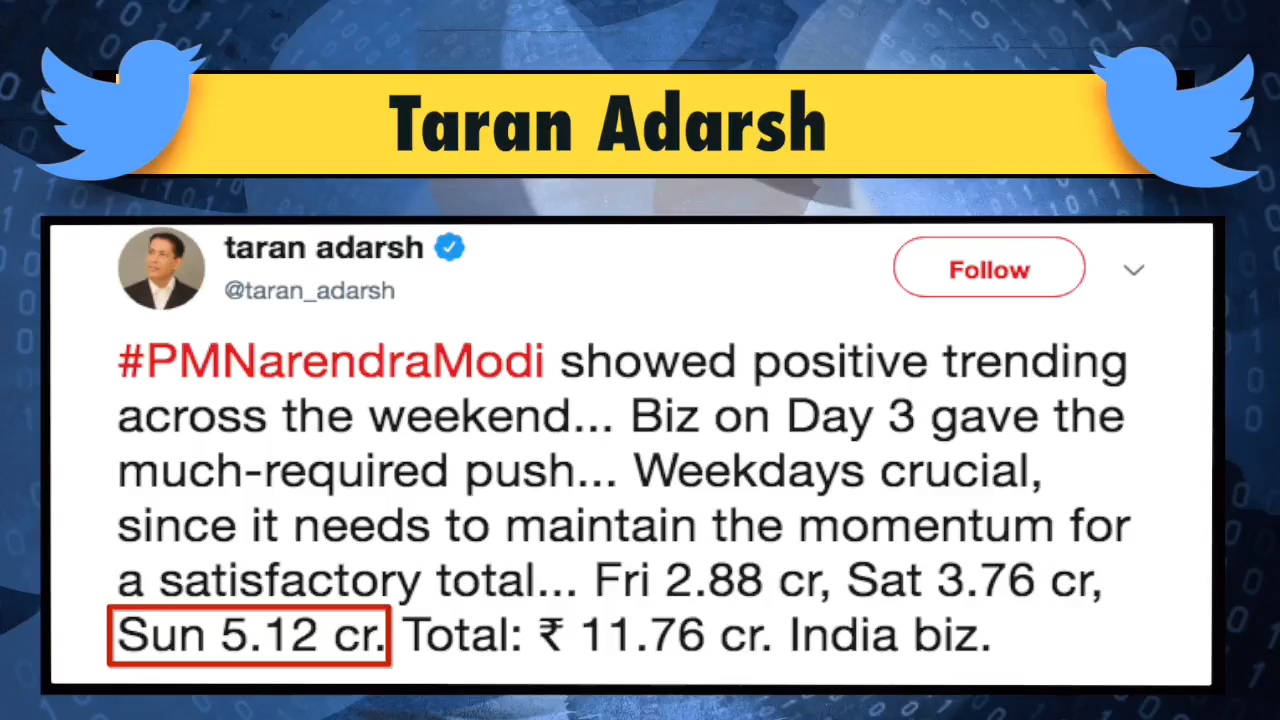 Taran Adarsh
taran adarsh
@taran_adarsh
Follow
#PMNarendraModi showed positive trending
across the weekend... Biz on Day 3 gave the
much-required push... Weekdays crucial,
since it needs to maintain the momentum for
a satisfactory total... Fri 2.88 cr, Sat 3.76 cr,
Sun 5.12 cr. Total: ₹ 11.76 cr. India biz.